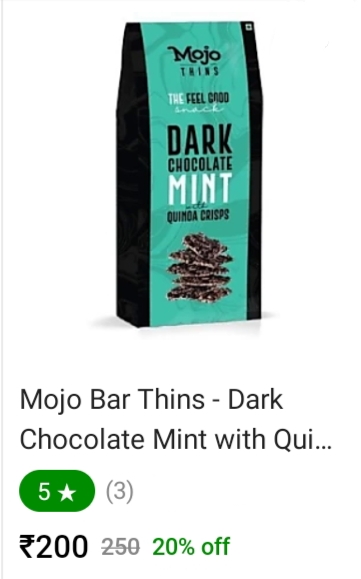 Mojo
THINS
THE FEEL GOOD
snack
DARK
CHOCOLATE
MINT
with
QUINOA CRISPS
Mojo Bar Thins - Dark
Chocolate Mint with Qui...
5 ★ (3)
₹200 250 20% off